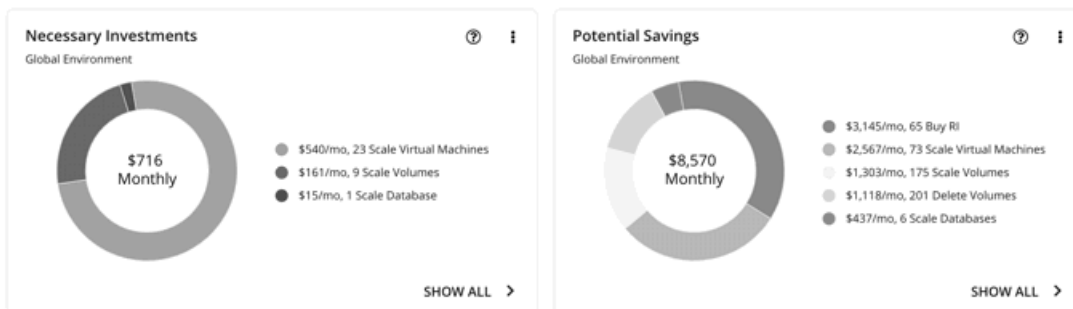 Necessary Investments
Global Environment
$716
Monthly
$540/mo, 23 Scale Virtual Machines
$161/mo, 9 Scale Volumes
$15/mo, 1 Scale Database
SHOW ALL
Potential Savings
Global Environment
$8,570
Monthly
$3,145/mo, 65 Buy RI
$2,567/mo, 73 Scale Virtual Machines
$1,303/mo, 175 Scale Volumes
$1,118/mo, 201 Delete Volumes
$437/mo, 6 Scale Databases
SHOW ALL